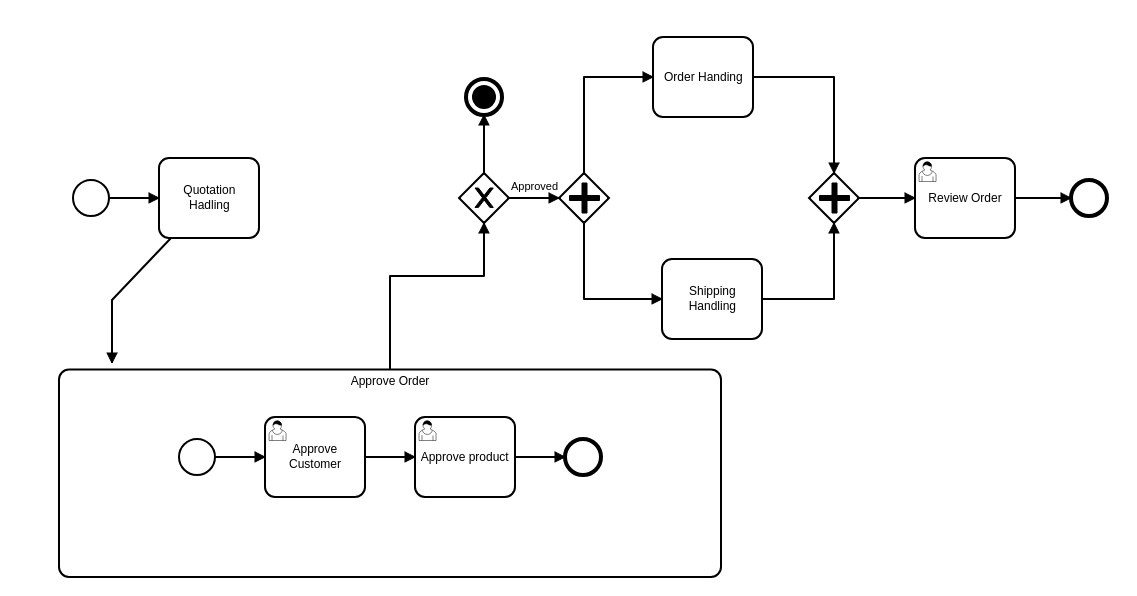 Order Handing
Quotation
Hadling
Approved
Review Order
Shipping
Handling
Approve Order
Approve
Customer
Approve product